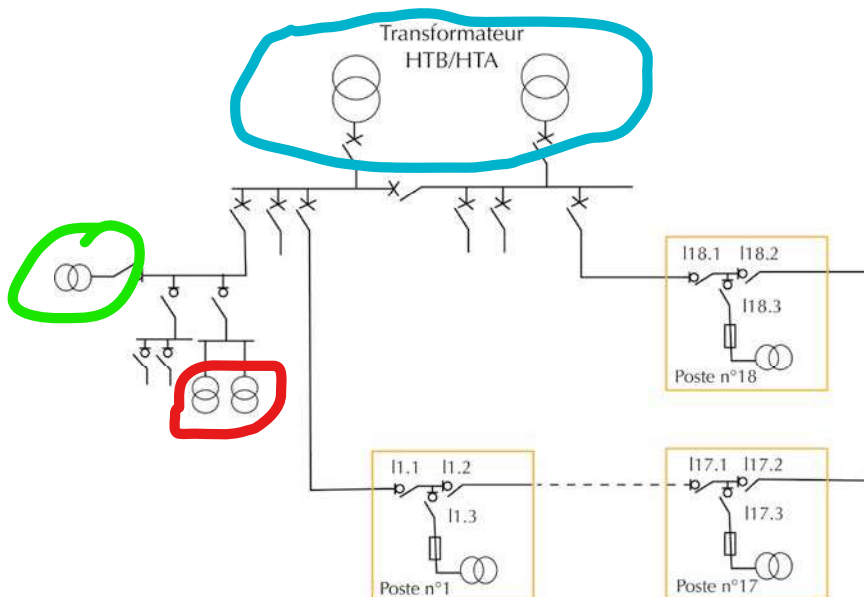 Transformateur
HTB/HTA
I18.1 I18.2
I18.3
Poste n°18
I1.1 I1.2
I1.3
Poste n°1
I17.1 I17.2
I17.3
Poste n°17